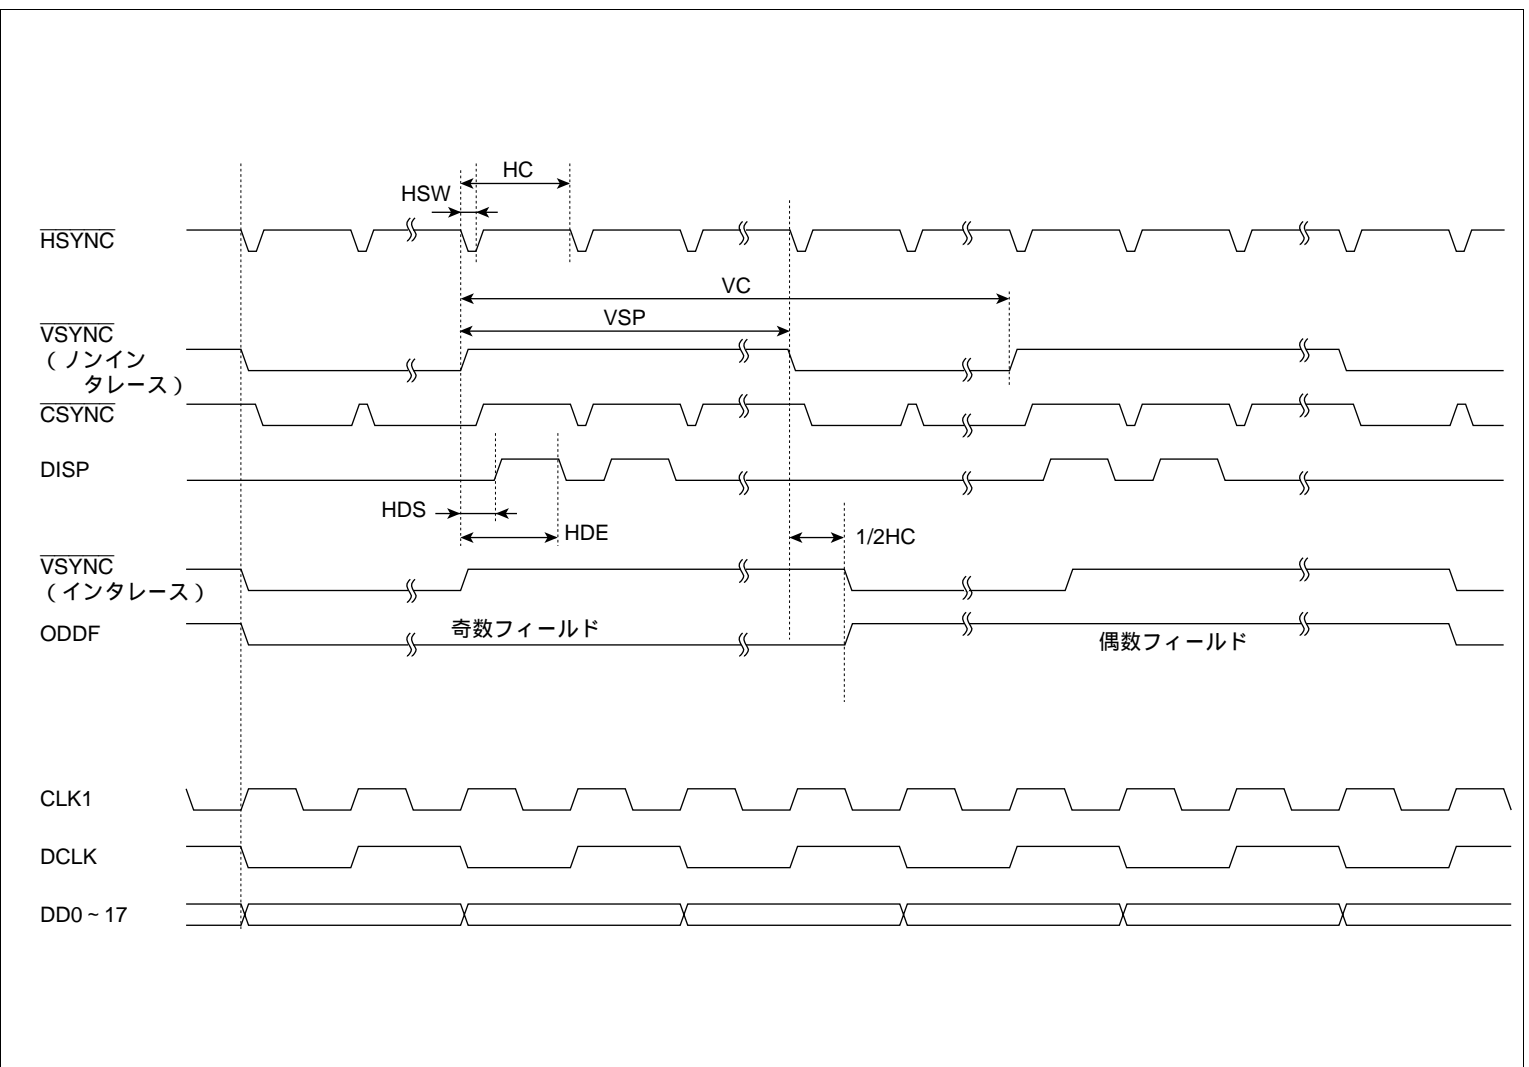 HC
HSW
HSYNC
VC
VSP
VSYNC
(ノンイン
タレース)
CSYNC
DISP
HDS
HDE
1/2HC
VSYNC
(インタレース)
ODDF
奇数フィールド
偶数フィールド
CLK1
DCLK
DD0 ~ 17